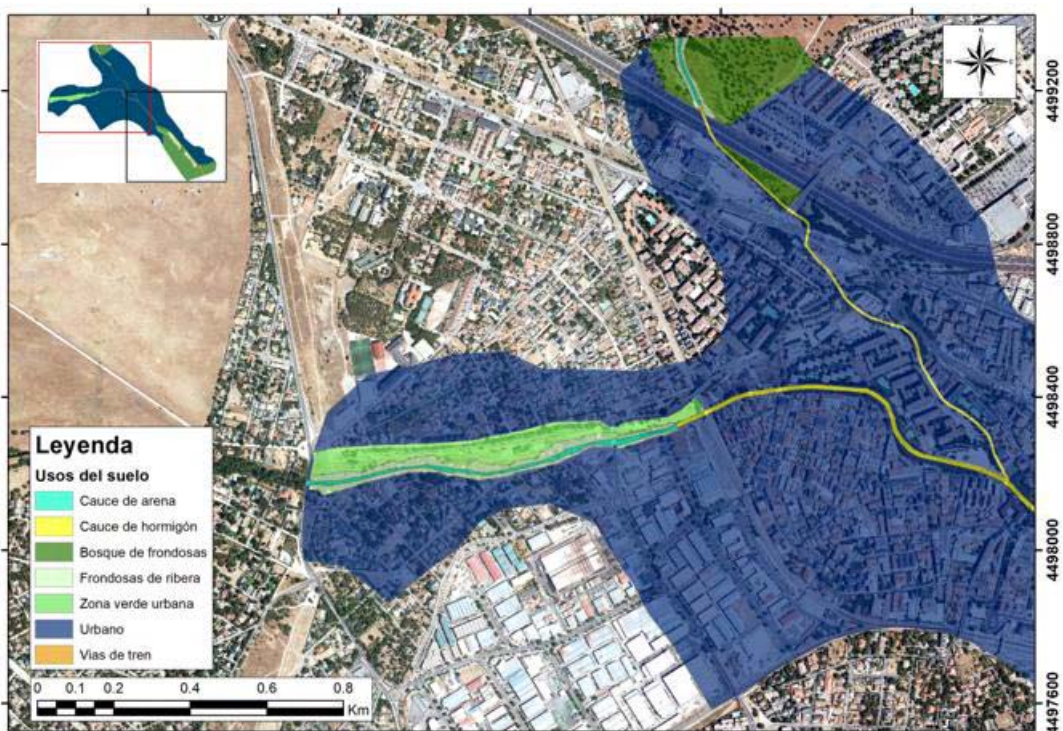 4499200
4498800
4498400
4498000
4497600
Leyenda
Usos del suelo
Cauce de arena
Cauce de hormigón
Bosque de frondosas
Frondosas de ribera
Zona verde urbana
Urbano
Vias de tren
0 0.1 0.2 0.4 0.6 0.8
Km